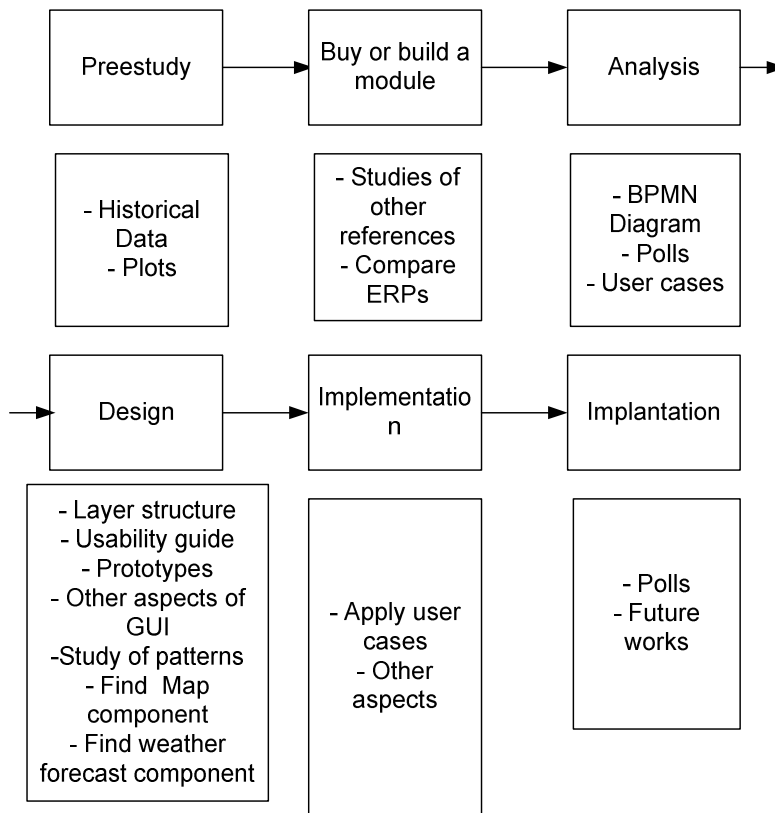 Preestudy
Buy or build a
module
Analysis
- Historical
Data
- Plots
- Studies of
other
references
- Compare
ERPs
- BPMN
Diagram
- Polls
- User cases
Design
Implementatio
n
Implantation
- Layer structure
- Usability guide
- Prototypes
- Other aspects of
GUI
-Study of patterns
- Find  Map
component
- Find weather
forecast component
- Apply user
cases
- Other
aspects
- Polls
- Future
works